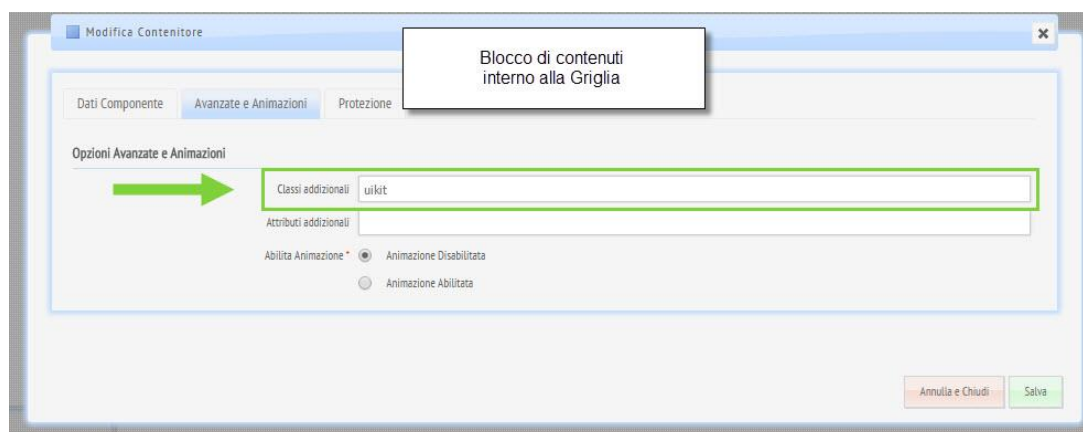 Modifica Contenitore
Blocco di contenuti
interno alla Griglia
Dati Componente Avanzate e Animazioni Protezione
Opzioni Avanzate e Animazioni
Classi addizionali uikit
Attributi addizionali
Abilita Animazione * Animazione Disabilitata
Animazione Abilitata
Annulla e Chiudi Salva